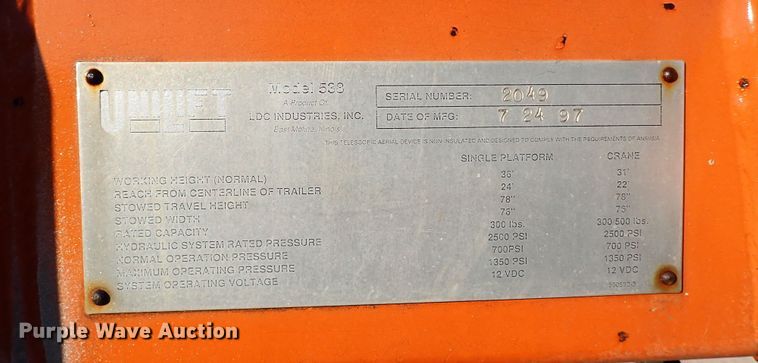 UNILET
Model 538
A Product Of
LDC INDUSTRIES, INC.
East Moline, Illinois
SERIAL NUMBER: 2049
DATE OF MFG: 7 24 97
THIS TELESCOPIC AERIAL DEVICE IS NON-INSULATED AND DESIGNED TO COMPLY WITH THE REQUIREMENTS OF
SINGLE PLATFORM CRANE
WORKING HEIGHT (NORMAL) 36' 31'
REACH FROM CENTERLINE OF TRAILER 24' 22'
STOWED TRAVEL HEIGHT 78" 78"
STOWED WIDTH 75" 75"
RATED CAPACITY 300 lbs. 300/500 lbs.
HYDRAULIC SYSTEM RATED PRESSURE 2500 PSI 2500 PSI
NORMAL OPERATION PRESSURE 700PSI 700 PSI
MAXIMUM OPERATING PRESSURE 1350 PSI 1350 PSI
SYSTEM OPERATING VOLTAGE 12 VDC 12 VDC
Purple Wave Auction